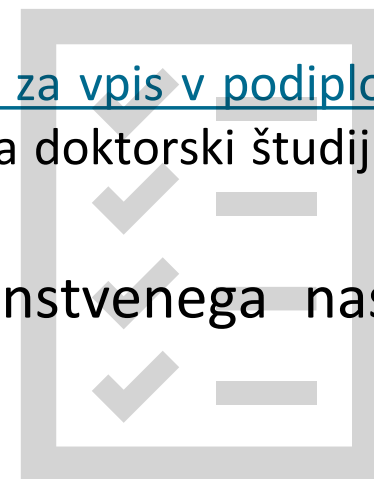 za vpis v podiplo
a doktorski študij
nstvenega nas